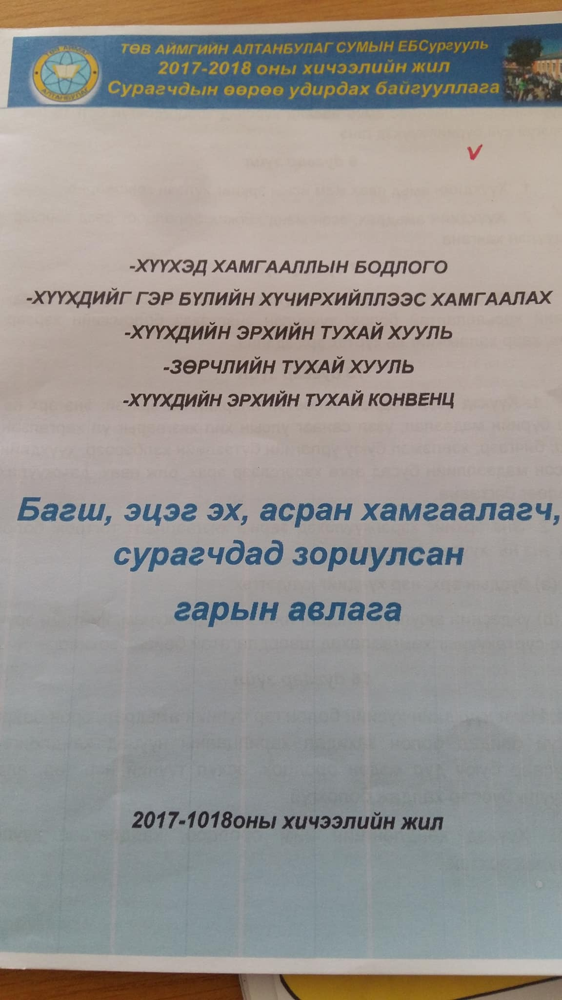 ТӨВ АЙМГИЙН АЛТАНБУЛАГ СУМЫН ЕБСургууль
2017-2018 оны хичээлийн жил
Сурагчдын өөрөө удирдах байгууллага
ТӨВ АЙМАГ
АЛТАНБУЛАГ
-ХҮҮХЭД ХАМГААЛЛЫН БОДЛОГО
-ХҮҮХДИЙГ ГЭР БҮЛИЙН ХҮЧИРХИЙЛЛЭЭС ХАМГААЛАХ
-ХҮҮХДИЙН ЭРХИЙН ТУХАЙ ХУУЛЬ
-ЗӨРЧЛИЙН ТУХАЙ ХУУЛЬ
-ХҮҮХДИЙН ЭРХИЙН ТУХАЙ КОНВЕНЦ
Багш, эцэг эх, асран хамгаалагч,
сурагчдад зориулсан
гарын авлага
2017-1018оны хичээлийн жил